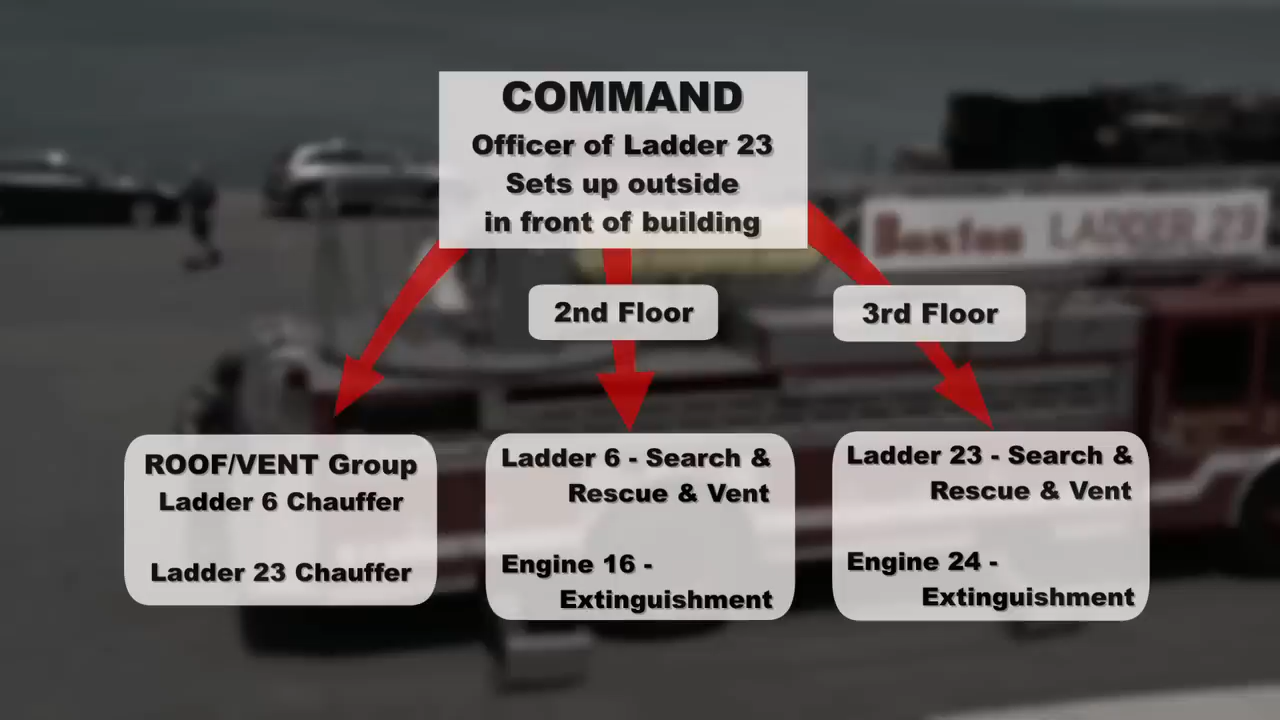 COMMAND
Officer of Ladder 23
Sets up outside
in front of building
Boston LADDER 23
2nd Floor
3rd Floor
ROOF/VENT Group
Ladder 6 Chauffer
Ladder 23 Chauffer
Ladder 6 - Search &
Rescue & Vent
Engine 16 -
Extinguishment
Ladder 23 - Search &
Rescue & Vent
Engine 24 -
Extinguishment